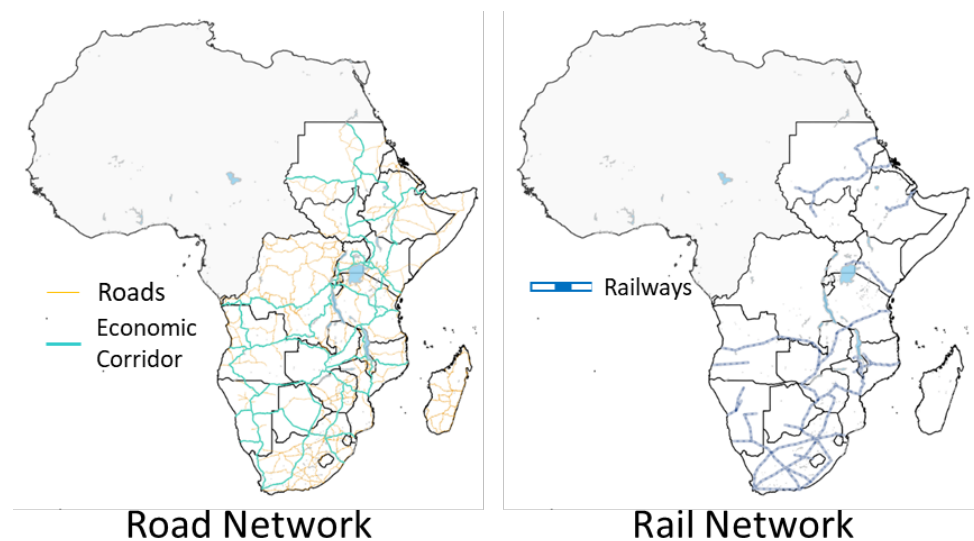 Roads
Economic
Corridor
Railways
Road Network
Rail Network